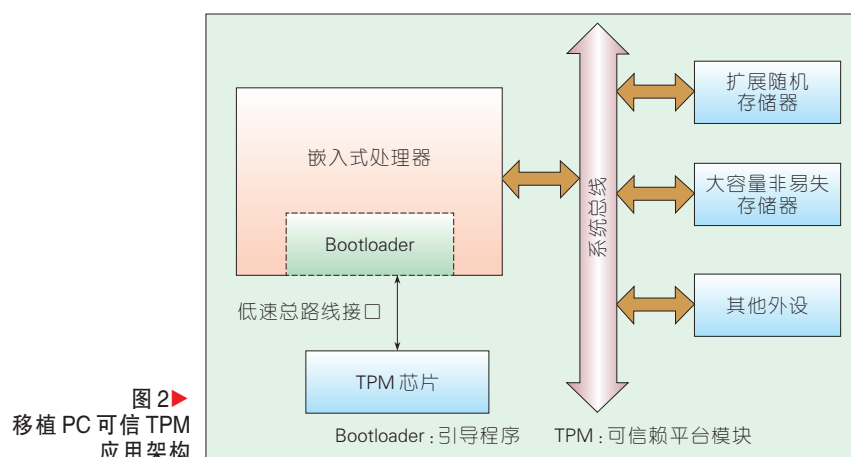 嵌入式处理器
Bootloader
低速总路线接口
TPM 芯片
系统总线
扩展随机
存储器
大容量非易失
存储器
其他外设
Bootloader：引导程序 TPM：可信赖平台模块
图 2▶
移植 PC 可信 TPM
应用架构